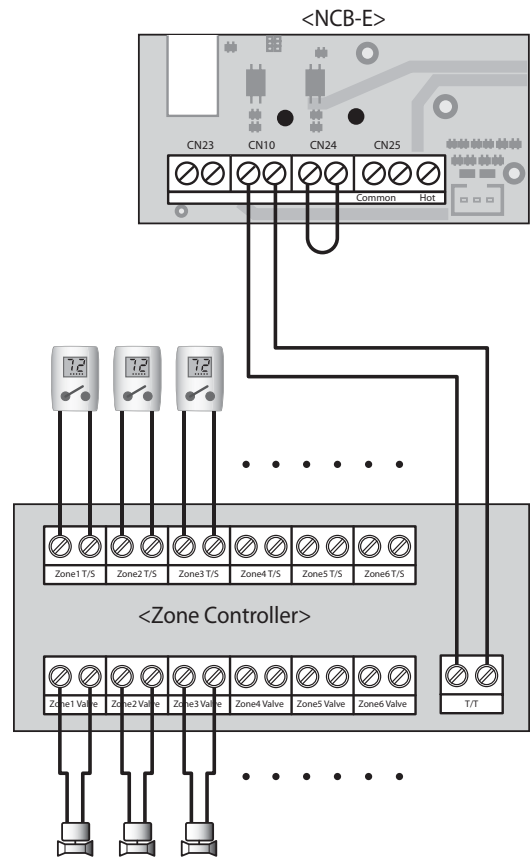 <NCB-E>
CN23 CN10 CN24 CN25
Common Hot
72 72 72
Zone1 T/S Zone2 T/S Zone3 T/S Zone4 T/S Zone5 T/S Zone6 T/S
<Zone Controller>
Zone1 Valve Zone2 Valve Zone3 Valve Zone4 Valve Zone5 Valve Zone6 Valve T/T